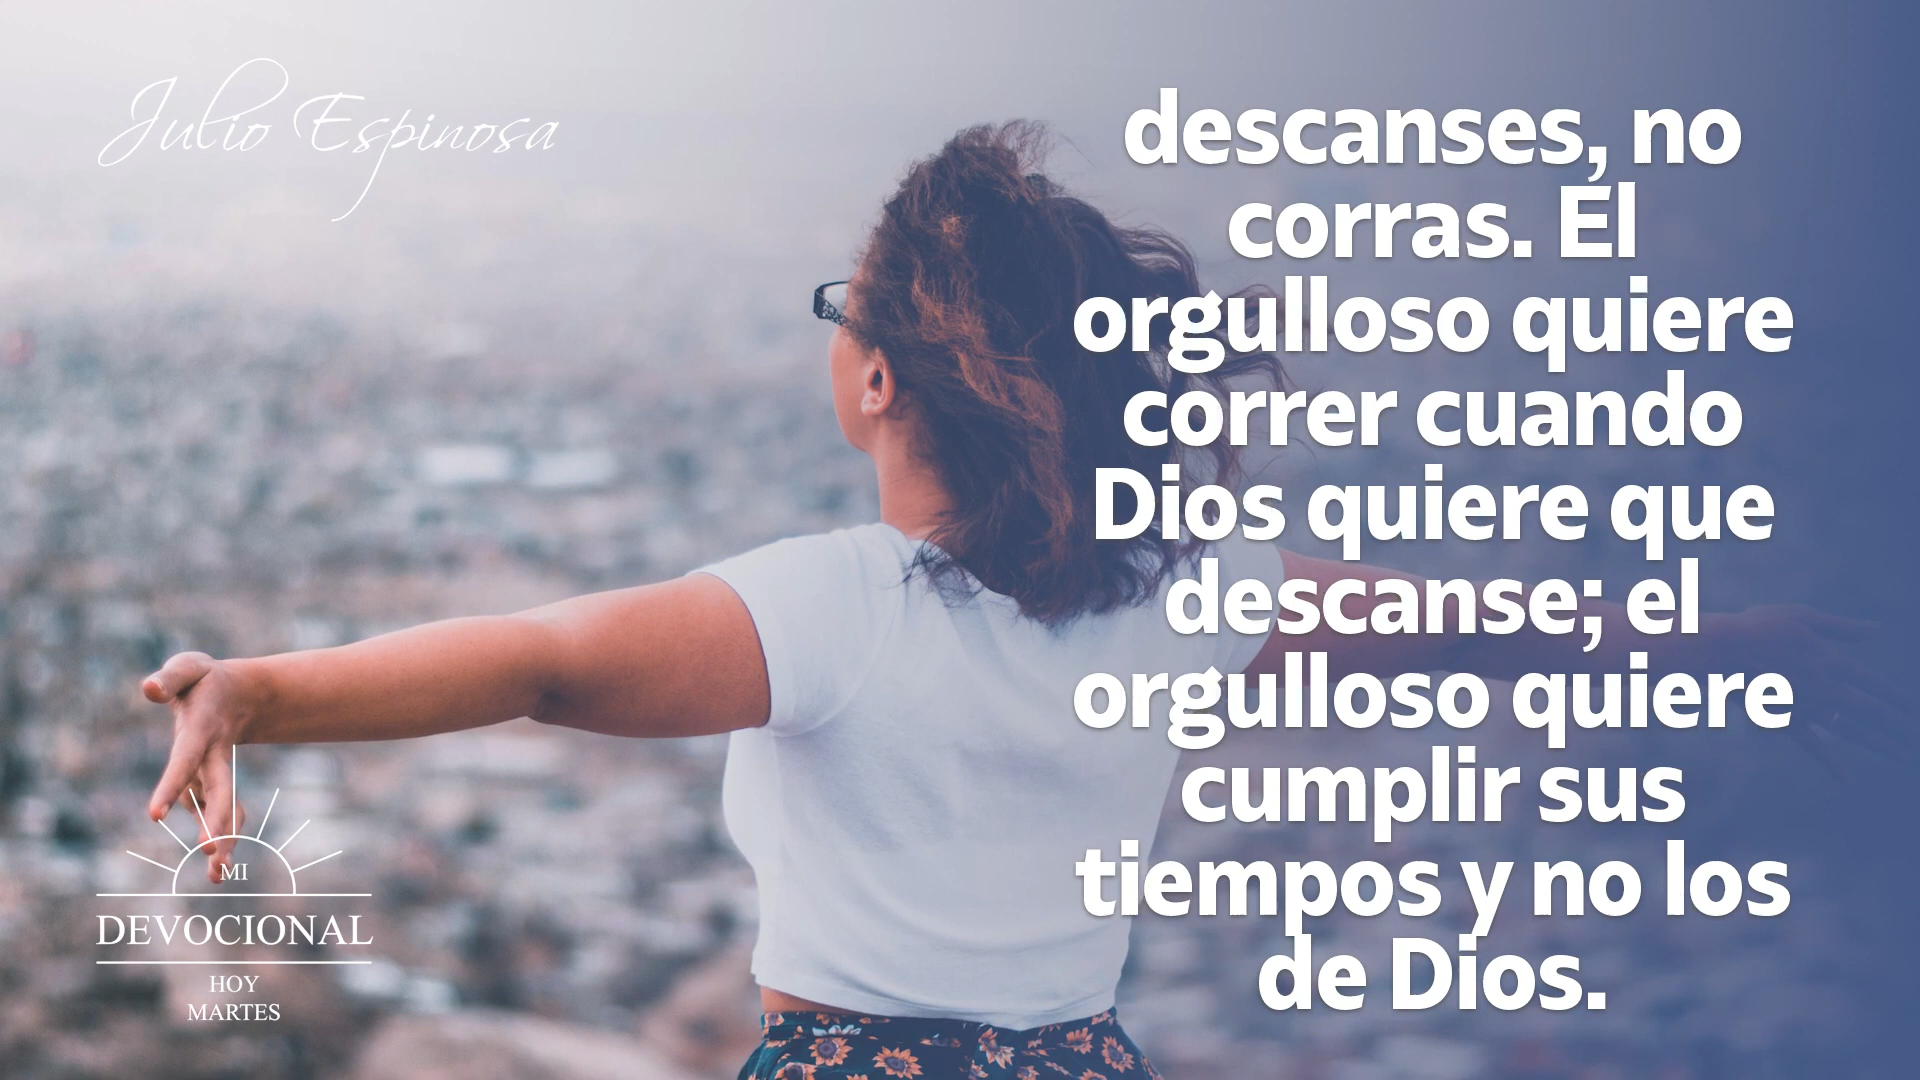 Julio Espinosa
descanses, no
corras. El
orgulloso quiere
correr cuando
Dios quiere que
descanse; el
orgulloso quiere
cumplir sus
tiempos y no los
de Dios.
MI
DEVOCIONAL
HOY
MARTES